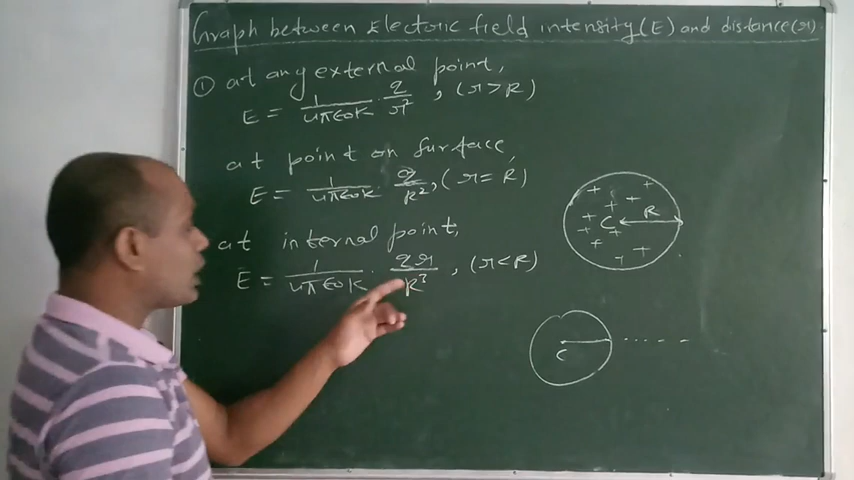 Graph between Electric field intensity (E) and distance (r).
① at any external point,
E = 1/4πε0K · q/r², (r > R)
at point on surface,
E = 1/4πε0K · q/R², (r = R)
at internal point,
E = 1/4πε0K · qr/R³, (r < R)
+ +
+ +
+ C R
+ +
+ +
C